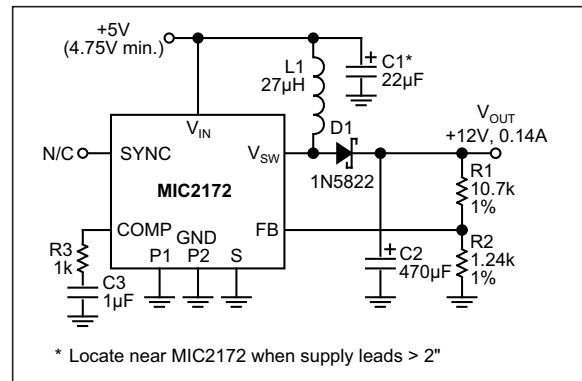 +5V
(4.75V min.)
L1
27µH
C1*
22µF
+
VIN
D1
VOUT
+12V, 0.14A
N/C
SYNC
VSW
1N5822
R1
10.7k
1%
MIC2172
COMP
GND
FB
P1
P2
S
R3
1k
C3
1µF
+
C2
470µF
R2
1.24k
1%
* Locate near MIC2172 when supply leads > 2"